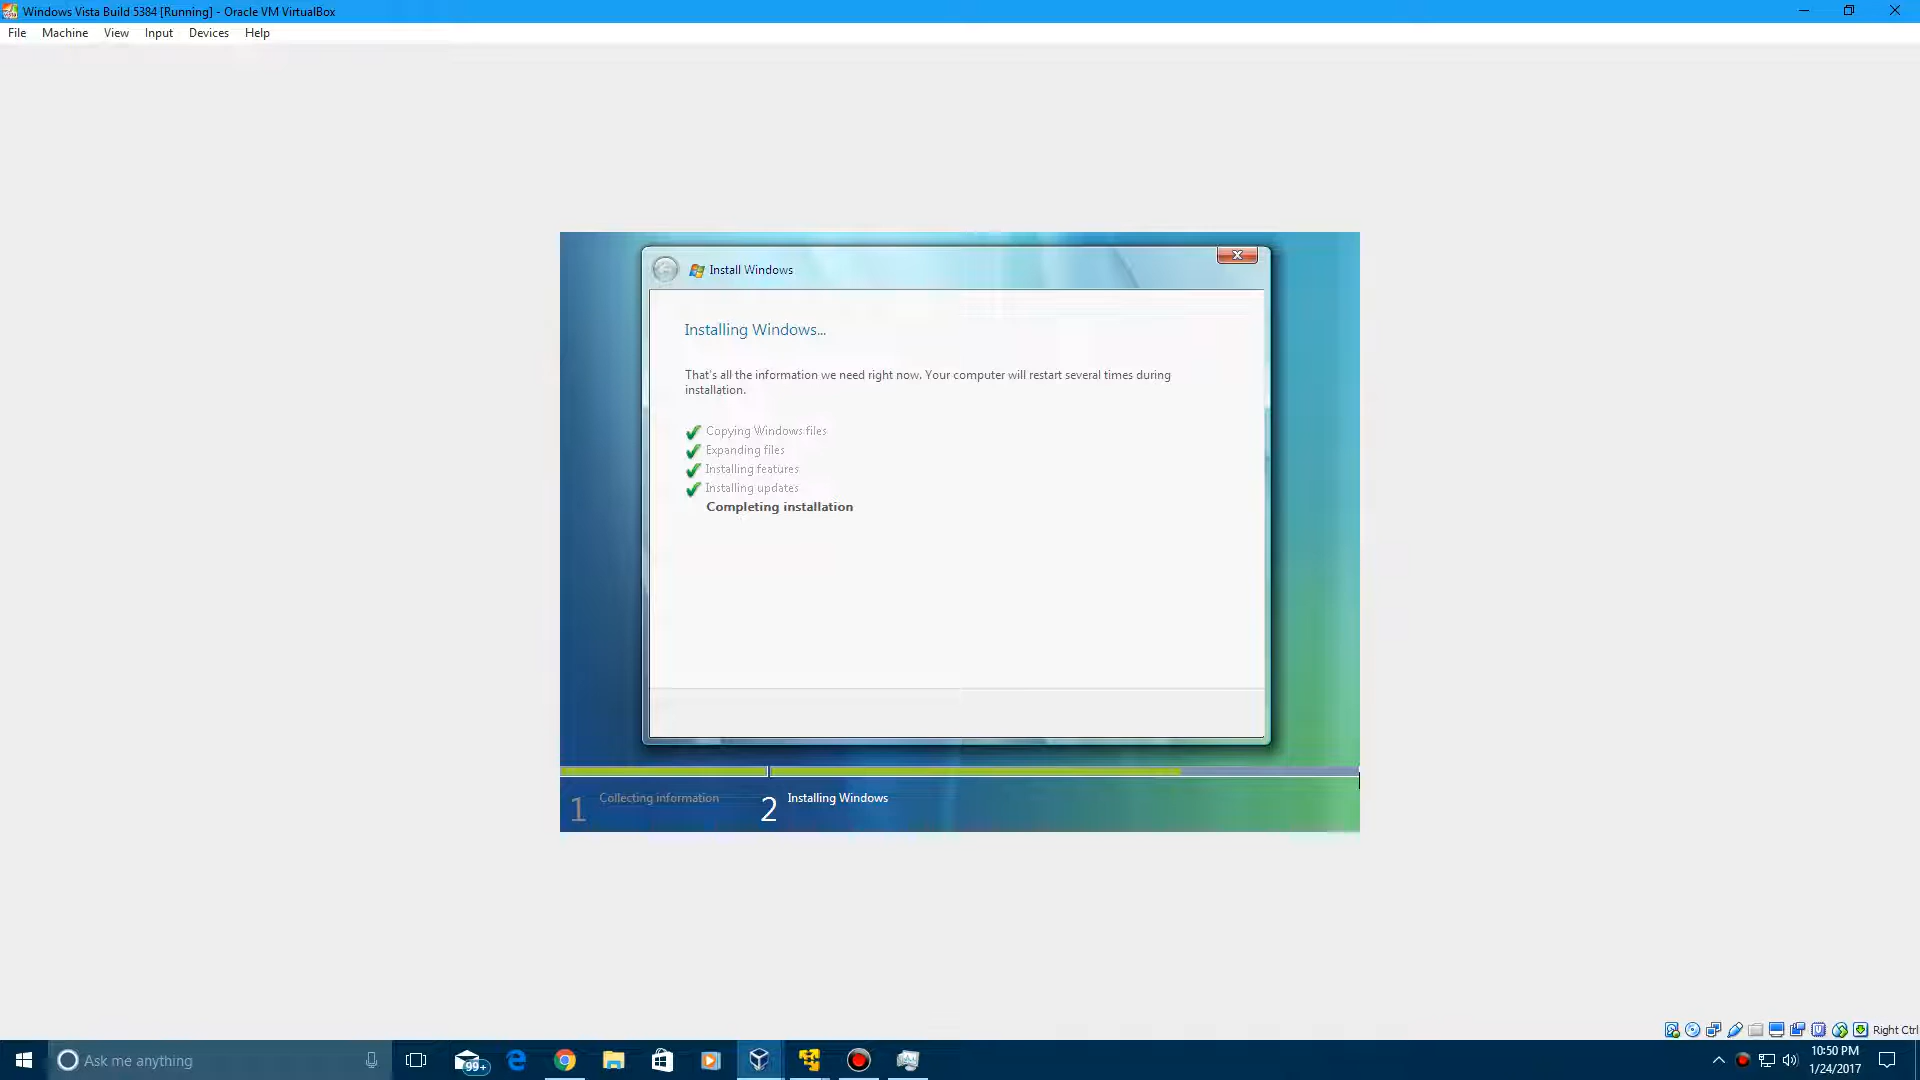 Windows Vista Build 5384 [Running] - Oracle VM VirtualBox
File Machine View Input Devices Help
Install Windows
Installing Windows...
That's all the information we need right now. Your computer will restart several times during
installation.
Copying Windows files
Expanding files
Installing features
Installing updates
Completing installation
1 Collecting information 2 Installing Windows
Right Ctrl
Ask me anything
99+
10:50 PM
1/24/2017